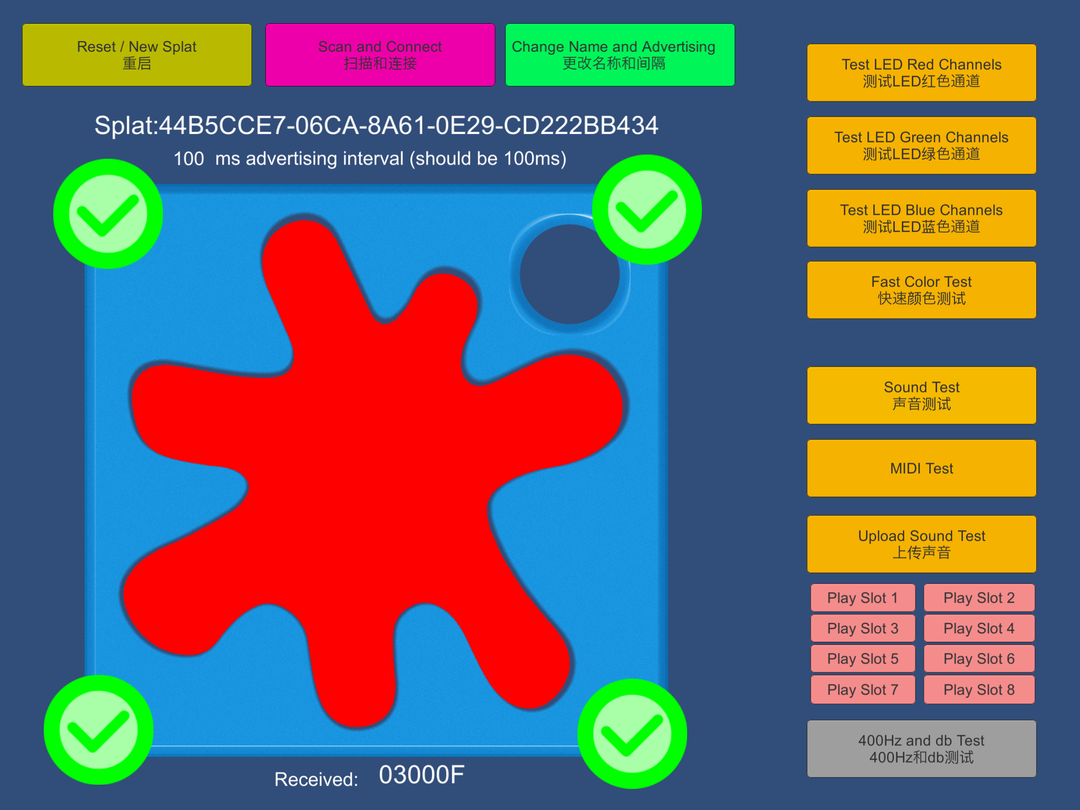 Reset / New Splat
重启
Scan and Connect
扫描和连接
Change Name and Advertising
更改名称和间隔
Splat:44B5CCE7-06CA-8A61-0E29-CD222BB434
100  ms advertising interval (should be 100ms)
Test LED Red Channels
测试LED红色通道
Test LED Green Channels
测试LED绿色通道
Test LED Blue Channels
测试LED蓝色通道
Fast Color Test
快速颜色测试
Sound Test
声音测试
MIDI Test
Upload Sound Test
上传声音
Play Slot 1
Play Slot 2
Play Slot 3
Play Slot 4
Play Slot 5
Play Slot 6
Play Slot 7
Play Slot 8
400Hz and db Test
400Hz和db测试
Received: 03000F